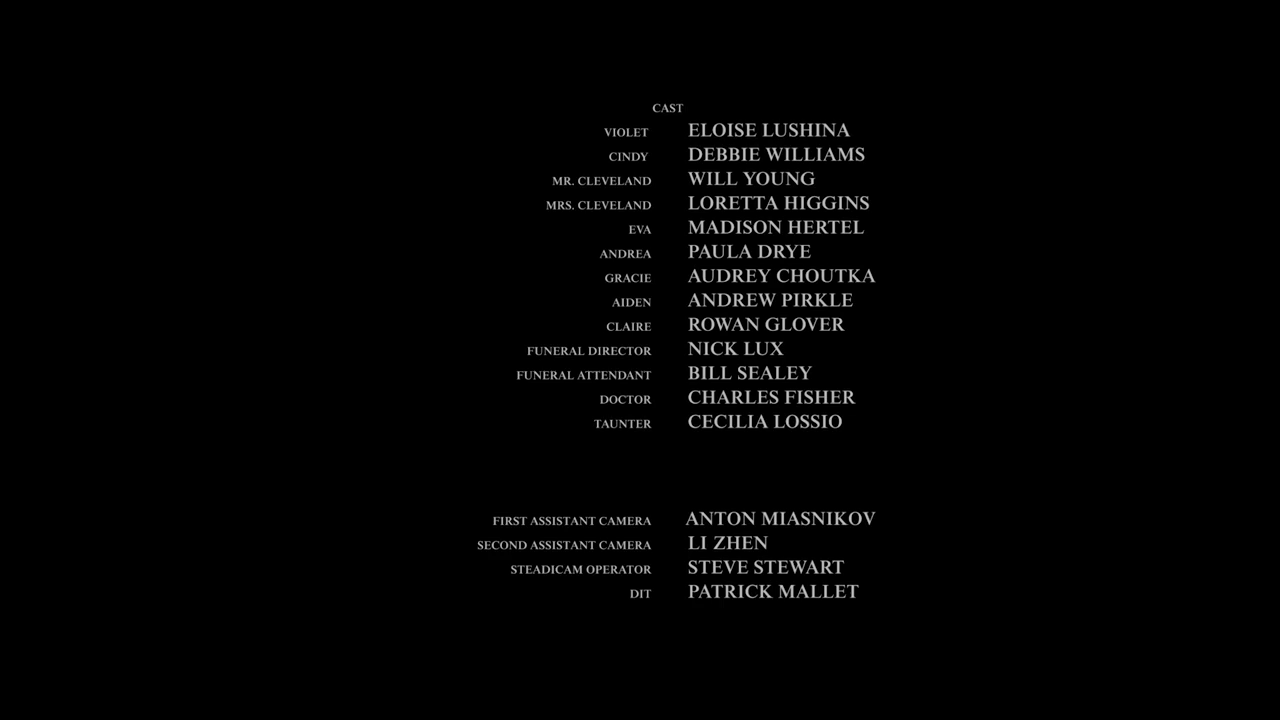 CAST
VIOLET ELOISE LUSHINA
CINDY DEBBIE WILLIAMS
MR. CLEVELAND WILL YOUNG
MRS. CLEVELAND LORETTA HIGGINS
EVA MADISON HERTEL
ANDREA PAULA DRYE
GRACIE AUDREY CHOUTKA
AIDEN ANDREW PIRKLE
CLAIRE ROWAN GLOVER
FUNERAL DIRECTOR NICK LUX
FUNERAL ATTENDANT BILL SEALEY
DOCTOR CHARLES FISHER
TAUNTER CECILIA LOSSIO
FIRST ASSISTANT CAMERA ANTON MIASNIKOV
SECOND ASSISTANT CAMERA LI ZHEN
STEADICAM OPERATOR STEVE STEWART
DIT PATRICK MALLET